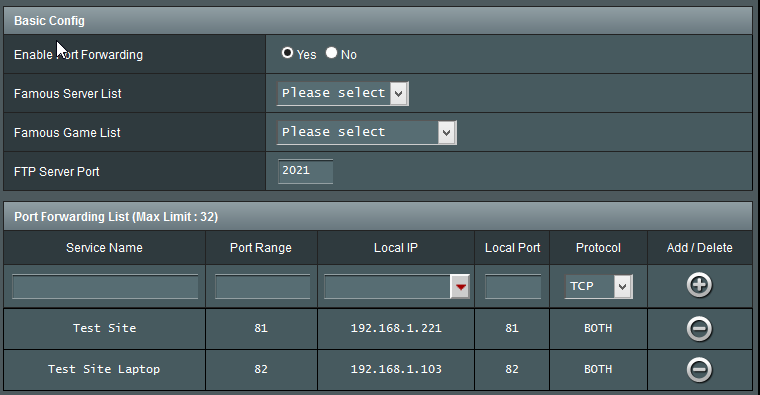 Basic Config
Enable Port Forwarding Yes No
Famous Server List Please select
Famous Game List Please select
FTP Server Port 2021
Port Forwarding List (Max Limit : 32)
Service Name Port Range Local IP Local Port Protocol Add / Delete
TCP
Test Site 81 192.168.1.221 81 BOTH
Test Site Laptop 82 192.168.1.103 82 BOTH